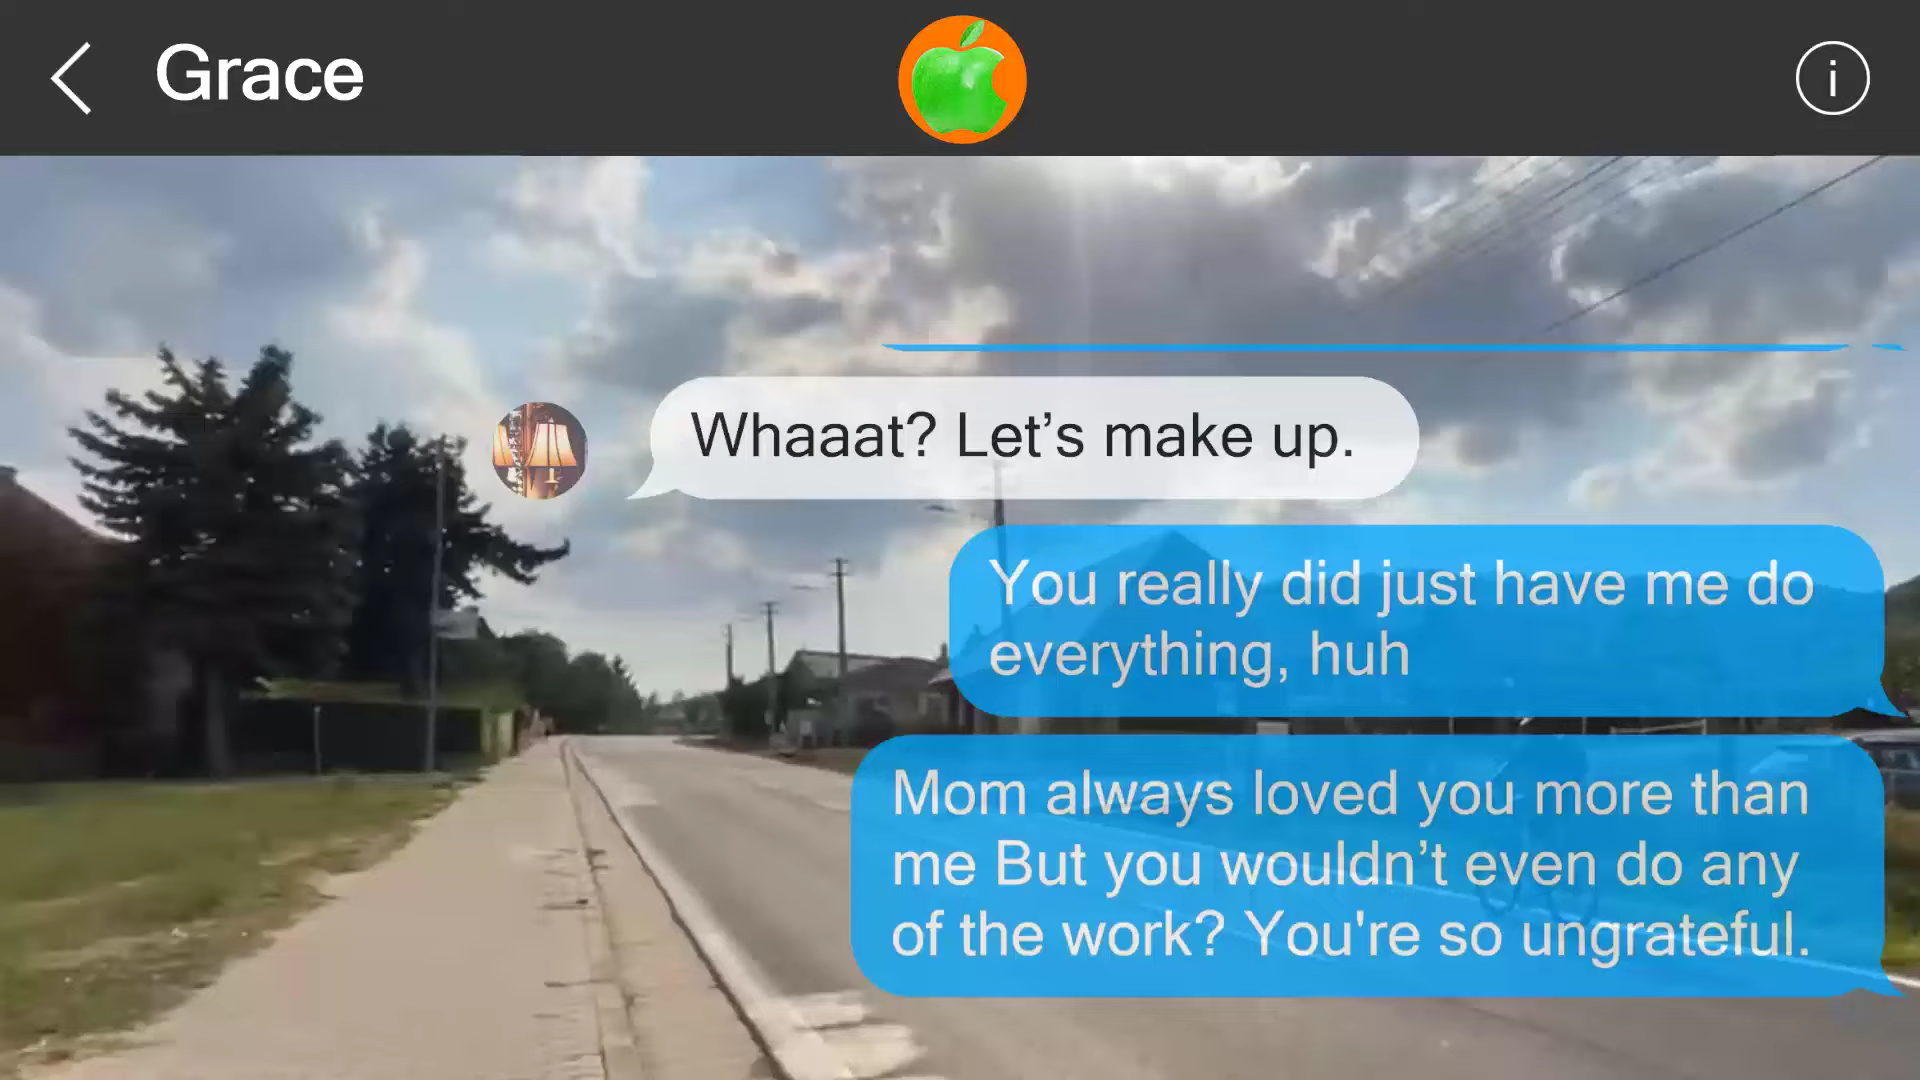 Grace
i
Whaaat? Let’s make up.
You really did just have me do
everything, huh
Mom always loved you more than
me But you wouldn’t even do any
of the work? You're so ungrateful.